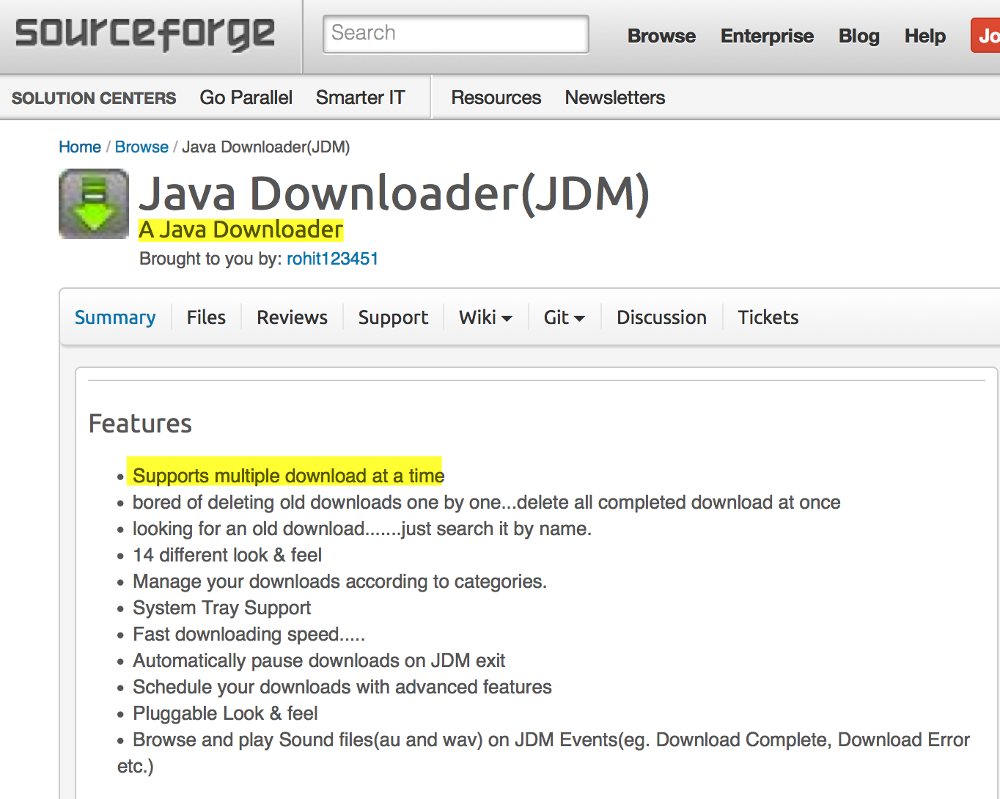 sourceforge
Search
Browse Enterprise Blog Help Jo
SOLUTION CENTERS Go Parallel Smarter IT Resources Newsletters
Home / Browse / Java Downloader(JDM)
Java Downloader(JDM)
A Java Downloader
Brought to you by: rohit123451
Summary Files Reviews Support Wiki Git Discussion Tickets
Features
• Supports multiple download at a time
• bored of deleting old downloads one by one...delete all completed download at once
• looking for an old download.......just search it by name.
• 14 different look & feel
• Manage your downloads according to categories.
• System Tray Support
• Fast downloading speed.....
• Automatically pause downloads on JDM exit
• Schedule your downloads with advanced features
• Pluggable Look & feel
• Browse and play Sound files(au and wav) on JDM Events(eg. Download Complete, Download Error
etc.)